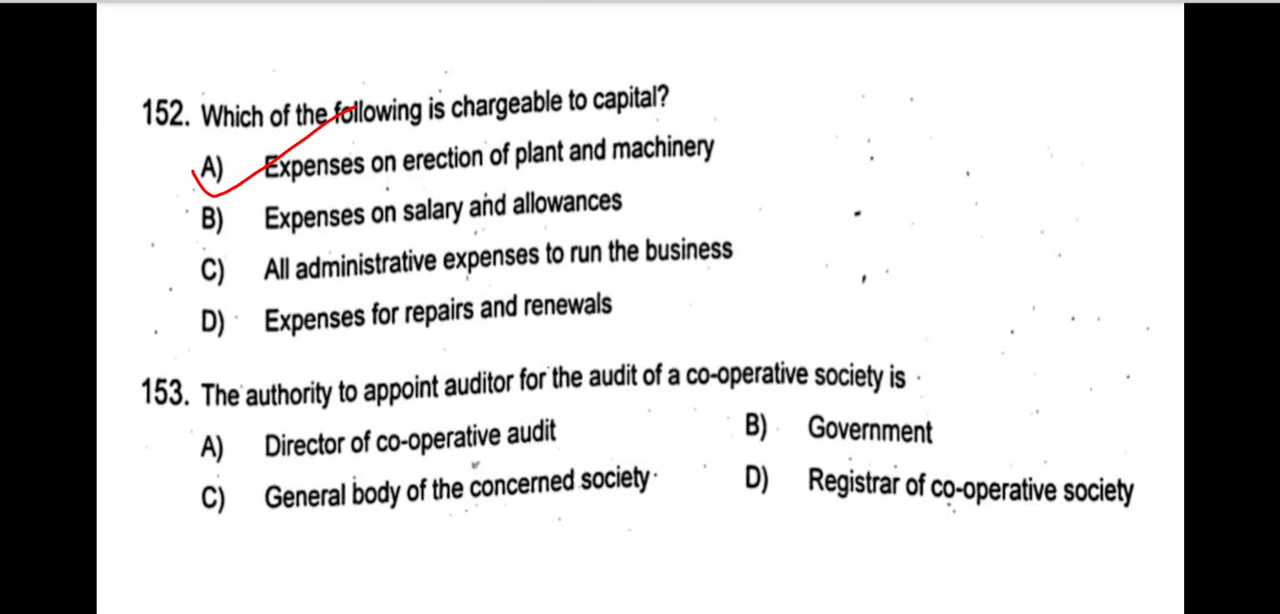 152. Which of the following is chargeable to capital?
A) Expenses on erection of plant and machinery
B) Expenses on salary and allowances
C) All administrative expenses to run the business
D) Expenses for repairs and renewals
153. The authority to appoint auditor for the audit of a co-operative society is
A) Director of co-operative audit B) Government
C) General body of the concerned society D) Registrar of co-operative society